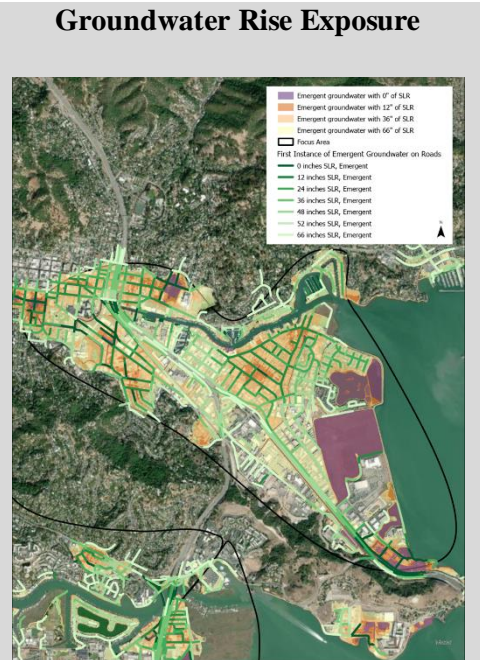 Groundwater Rise Exposure
Emergent groundwater with 0" of SLR
Emergent groundwater with 12" of SLR
Emergent groundwater with 36" of SLR
Emergent groundwater with 66" of SLR
Focus Area
First Instance of Emergent Groundwater on Roads
0 inches SLR, Emergent
12 inches SLR, Emergent
24 inches SLR, Emergent
36 inches SLR, Emergent
48 inches SLR, Emergent
52 inches SLR, Emergent
66 inches SLR, Emergent